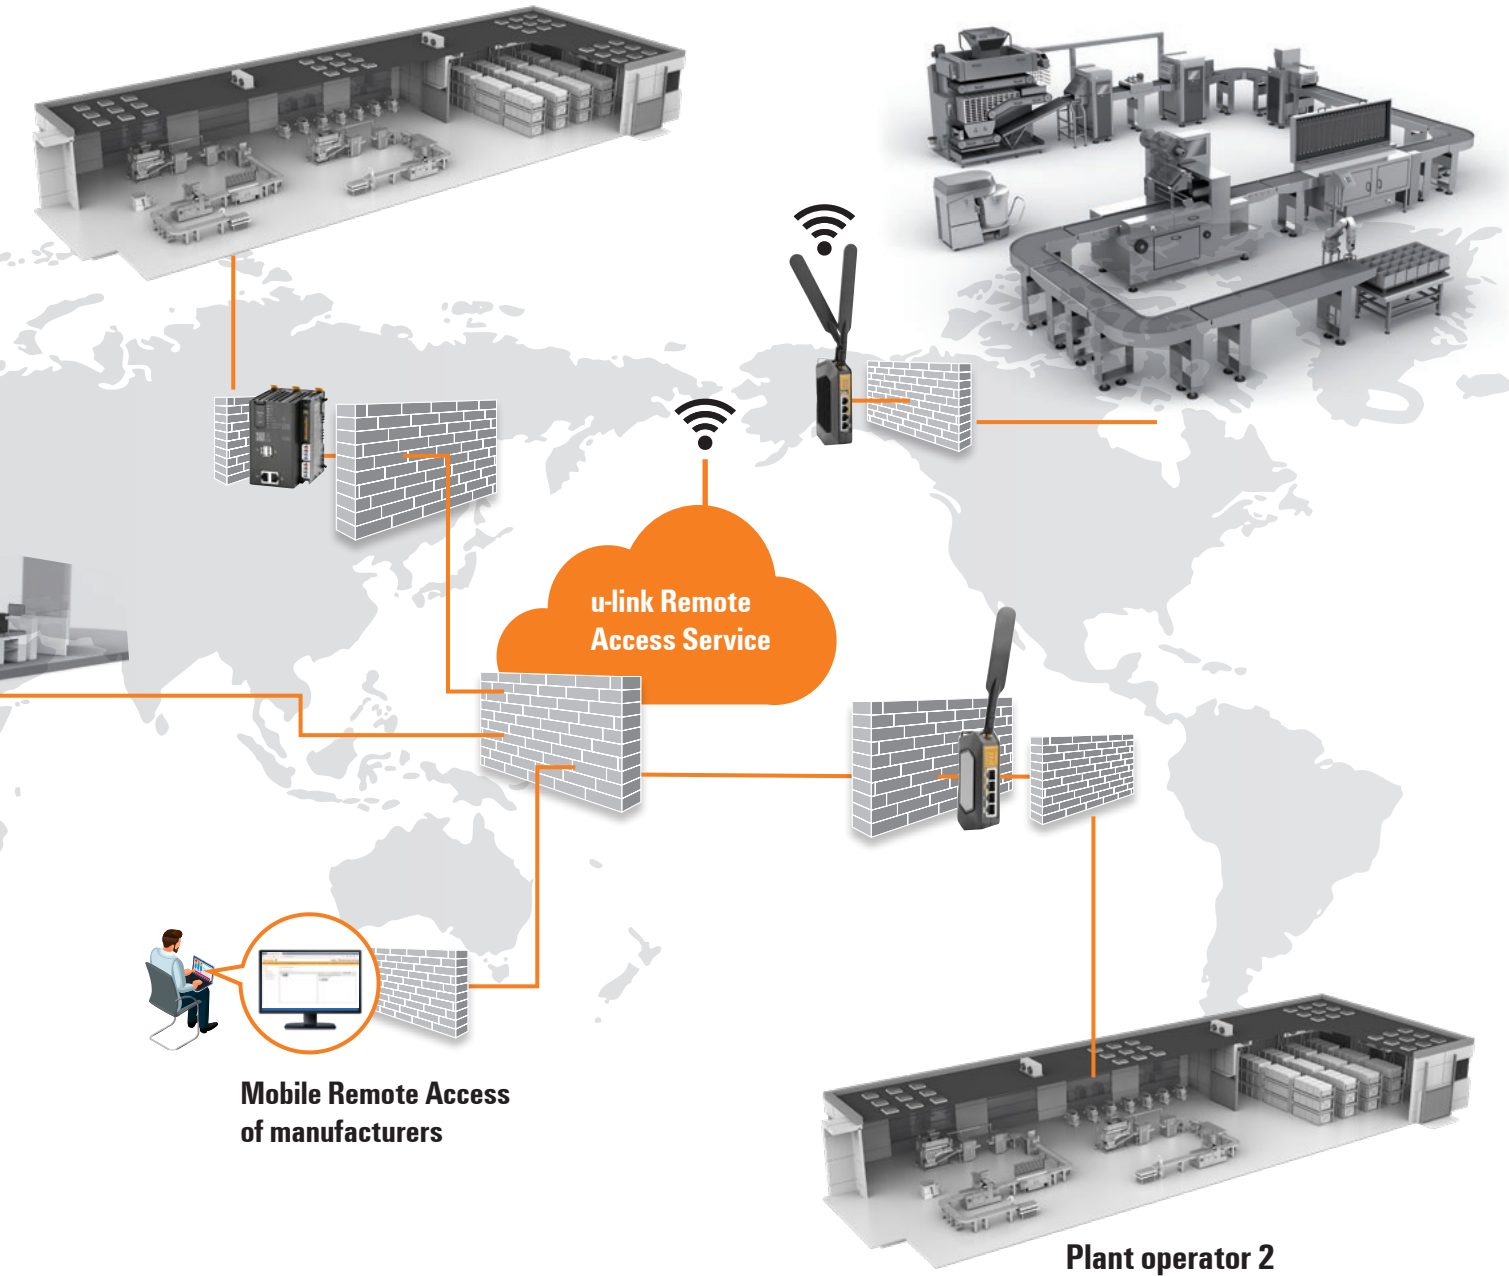 u-link Remote
Access Service
Mobile Remote Access
of manufacturers
Plant operator 2